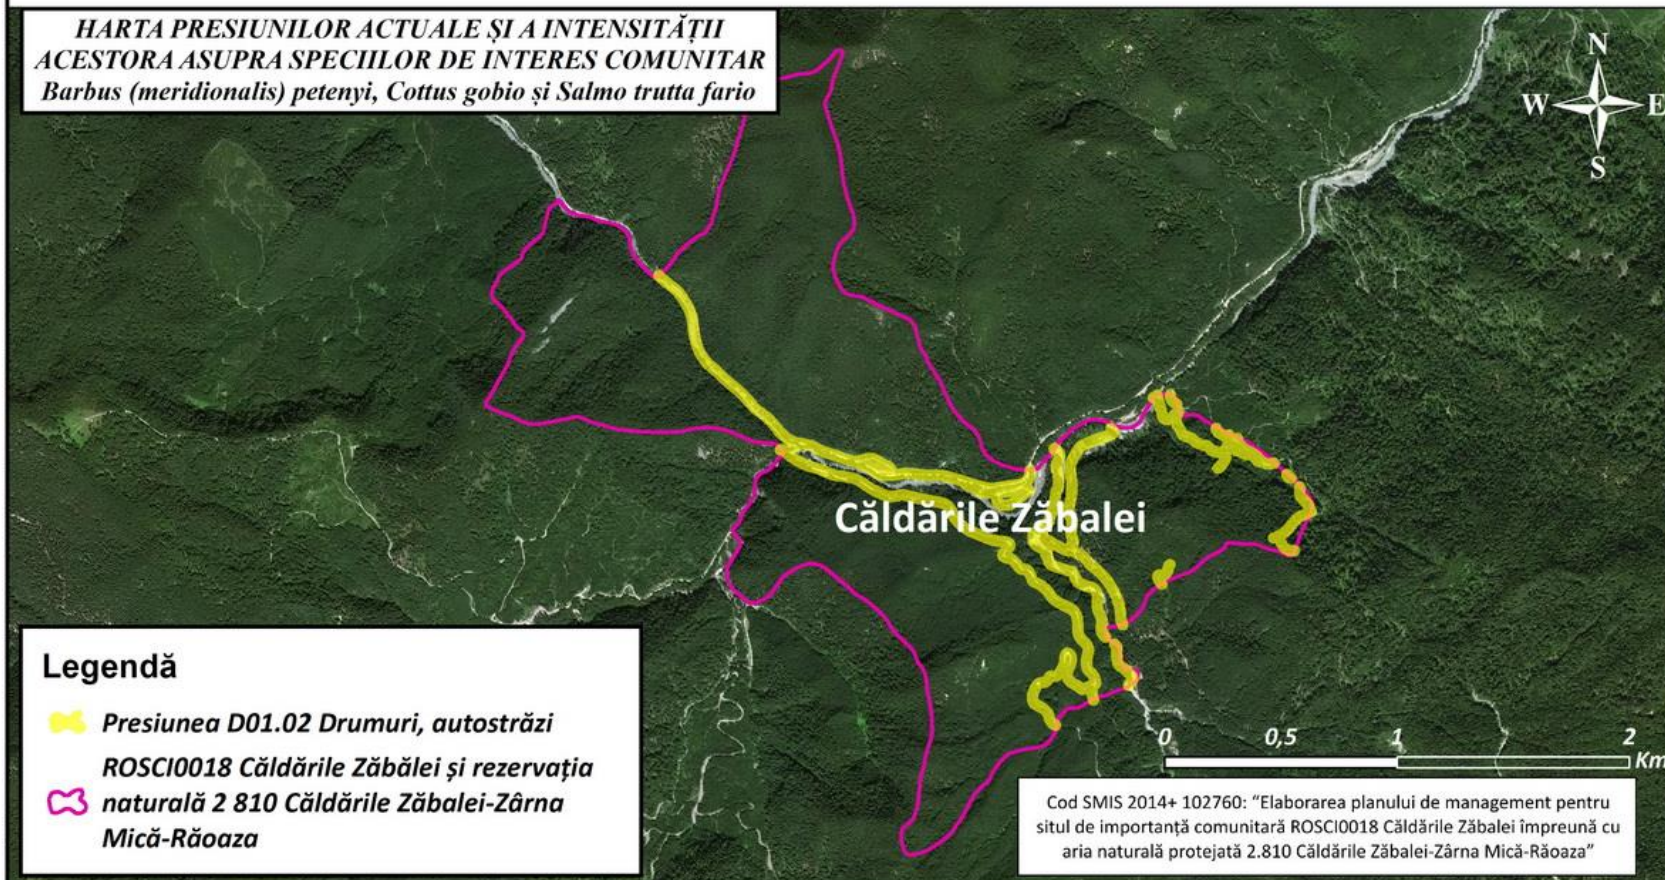 HARTA PRESIUNILOR ACTUALE ȘI A INTENSITĂȚII
ACESTORA ASUPRA SPECIILOR DE INTERES COMUNITAR
Barbus (meridionalis) petenyi, Cottus gobio și Salmo trutta fario
N
W E
S
Căldările Zăbalei
Legendă
Presiunea D01.02 Drumuri, autostrăzi
ROSCI0018 Căldările Zăbălei și rezervația
naturală 2 810 Căldările Zăbalei-Zârna
Mică-Răoaza
0 0,5 1 2
Km
Cod SMIS 2014+ 102760: “Elaborarea planului de management pentru
situl de importanță comunitară ROSCI0018 Căldările Zăbalei împreună cu
aria naturală protejată 2.810 Căldările Zăbalei-Zârna Mică-Răoaza”